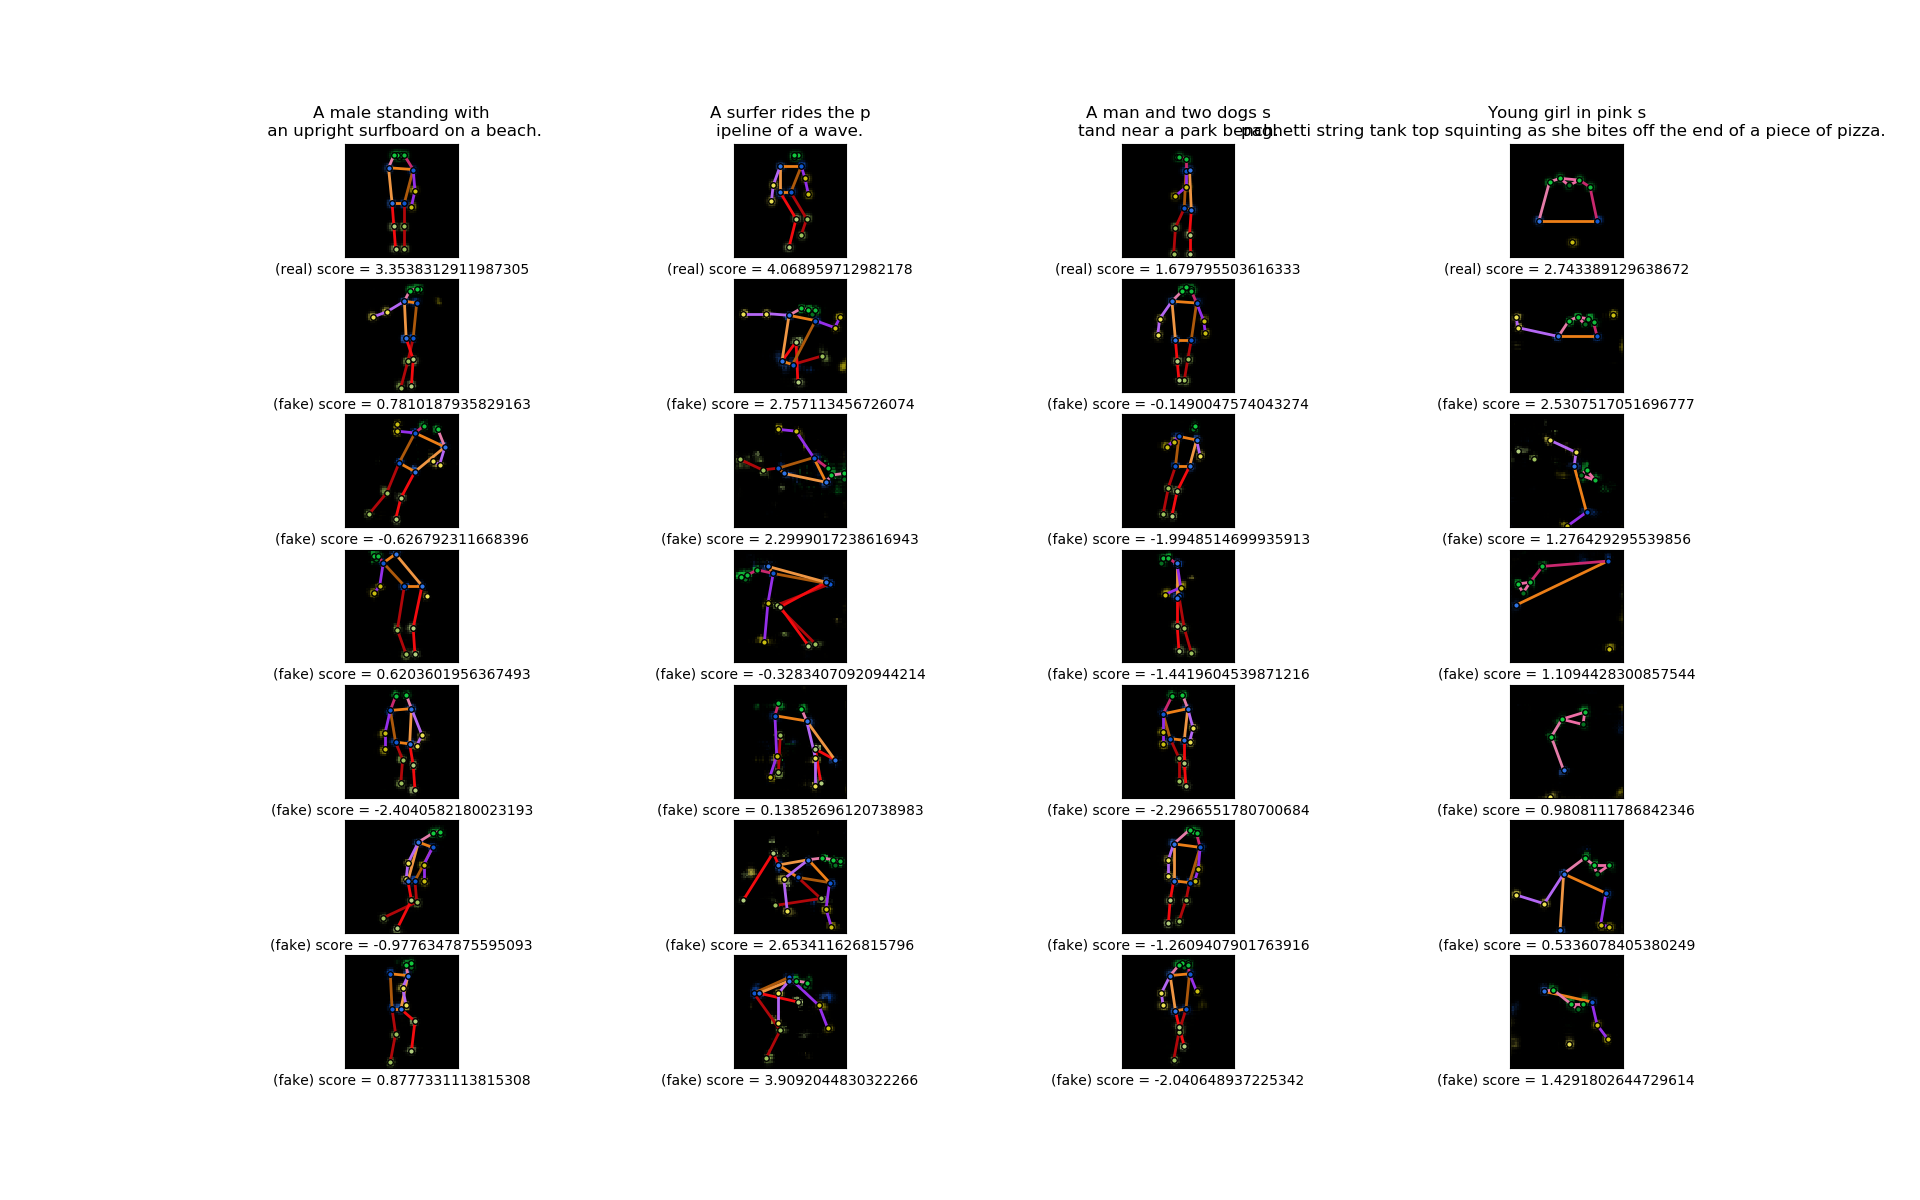 A male standing with
an upright surfboard on a beach.
A surfer rides the p
ipeline of a wave.
A man and two dogs s
tand near a park bench.
Young girl in pink s
paghetti string tank top squinting as she bites off the end of a piece of pizza.
(real) score = 3.3538312911987305
(real) score = 4.068959712982178
(real) score = 1.679795503616333
(real) score = 2.743389129638672
(fake) score = 0.7810187935829163
(fake) score = 2.757113456726074
(fake) score = -0.1490047574043274
(fake) score = 2.5307517051696777
(fake) score = -0.626792311668396
(fake) score = 2.2999017238616943
(fake) score = -1.9948514699935913
(fake) score = 1.276429295539856
(fake) score = 0.6203601956367493
(fake) score = -0.32834070920944214
(fake) score = -1.4419604539871216
(fake) score = 1.1094428300857544
(fake) score = -2.4040582180023193
(fake) score = 0.13852696120738983
(fake) score = -2.2966551780700684
(fake) score = 0.9808111786842346
(fake) score = -0.9776347875595093
(fake) score = 2.653411626815796
(fake) score = -1.2609407901763916
(fake) score = 0.5336078405380249
(fake) score = 0.8777331113815308
(fake) score = 3.9092044830322266
(fake) score = -2.040648937225342
(fake) score = 1.4291802644729614